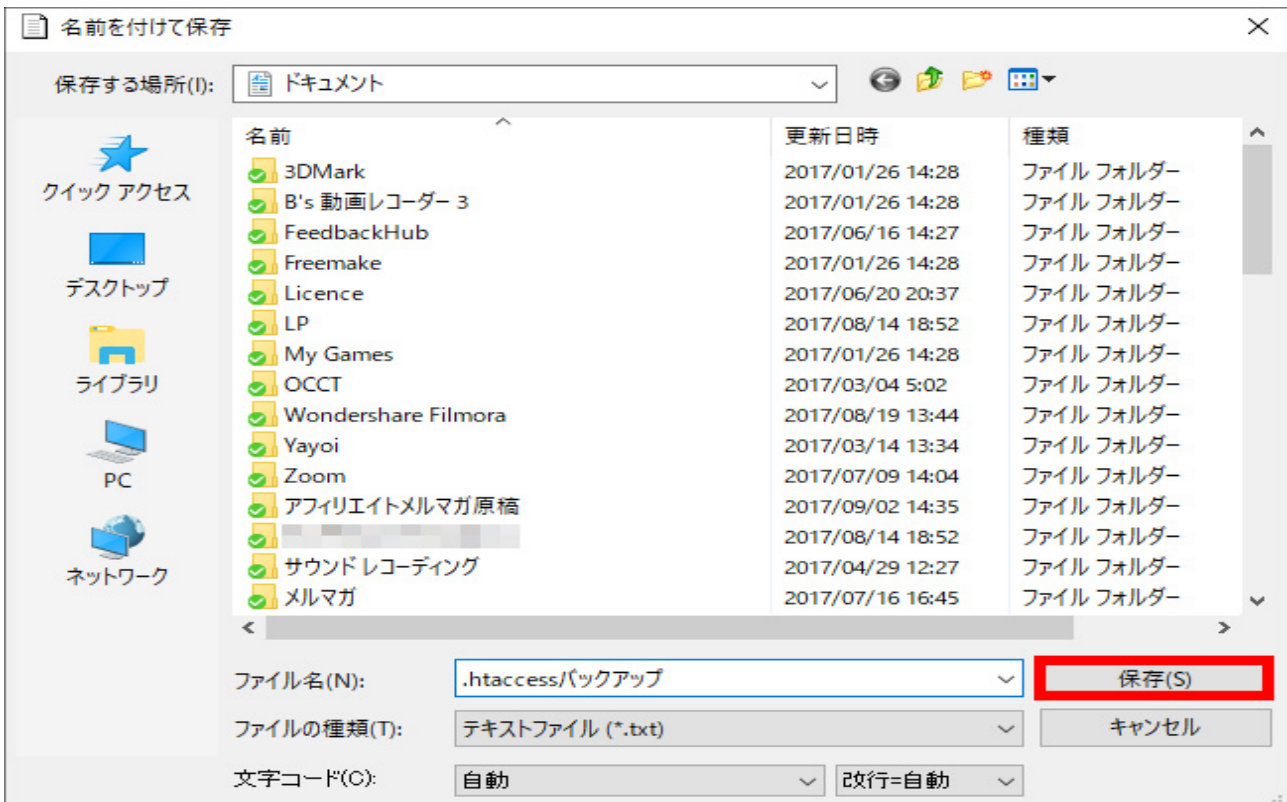 名前を付けて保存
保存する場所(I): ドキュメント
名前 更新日時 種類
3DMark 2017/01/26 14:28 ファイル フォルダー
B's 動画レコーダー 3 2017/01/26 14:28 ファイル フォルダー
FeedbackHub 2017/06/16 14:27 ファイル フォルダー
Freemake 2017/01/26 14:28 ファイル フォルダー
Licence 2017/06/20 20:37 ファイル フォルダー
LP 2017/08/14 18:52 ファイル フォルダー
My Games 2017/01/26 14:28 ファイル フォルダー
OCCT 2017/03/04 5:02 ファイル フォルダー
Wondershare Filmora 2017/08/19 13:44 ファイル フォルダー
Yayoi 2017/03/14 13:34 ファイル フォルダー
Zoom 2017/07/09 14:04 ファイル フォルダー
アフィリエイトメルマガ原稿 2017/09/02 14:35 ファイル フォルダー
2017/08/14 18:52 ファイル フォルダー
サウンド レコーディング 2017/04/29 12:27 ファイル フォルダー
メルマガ 2017/07/16 16:45 ファイル フォルダー
クイック アクセス
デスクトップ
ライブラリ
PC
ネットワーク
ファイル名(N): .htaccessバックアップ 保存(S)
ファイルの種類(T): テキストファイル (*.txt) キャンセル
文字コード(C): 自動 改行=自動